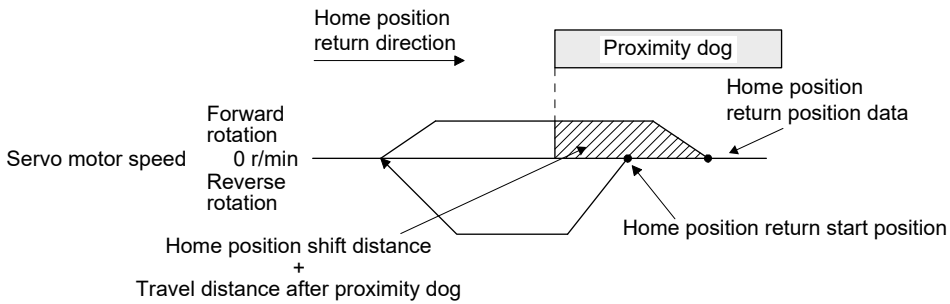 Home position
return direction
Proximity dog
Home position
return position data
Forward
rotation
Servo motor speed
0 r/min
Reverse
rotation
Home position return start position
Home position shift distance
+
Travel distance after proximity dog